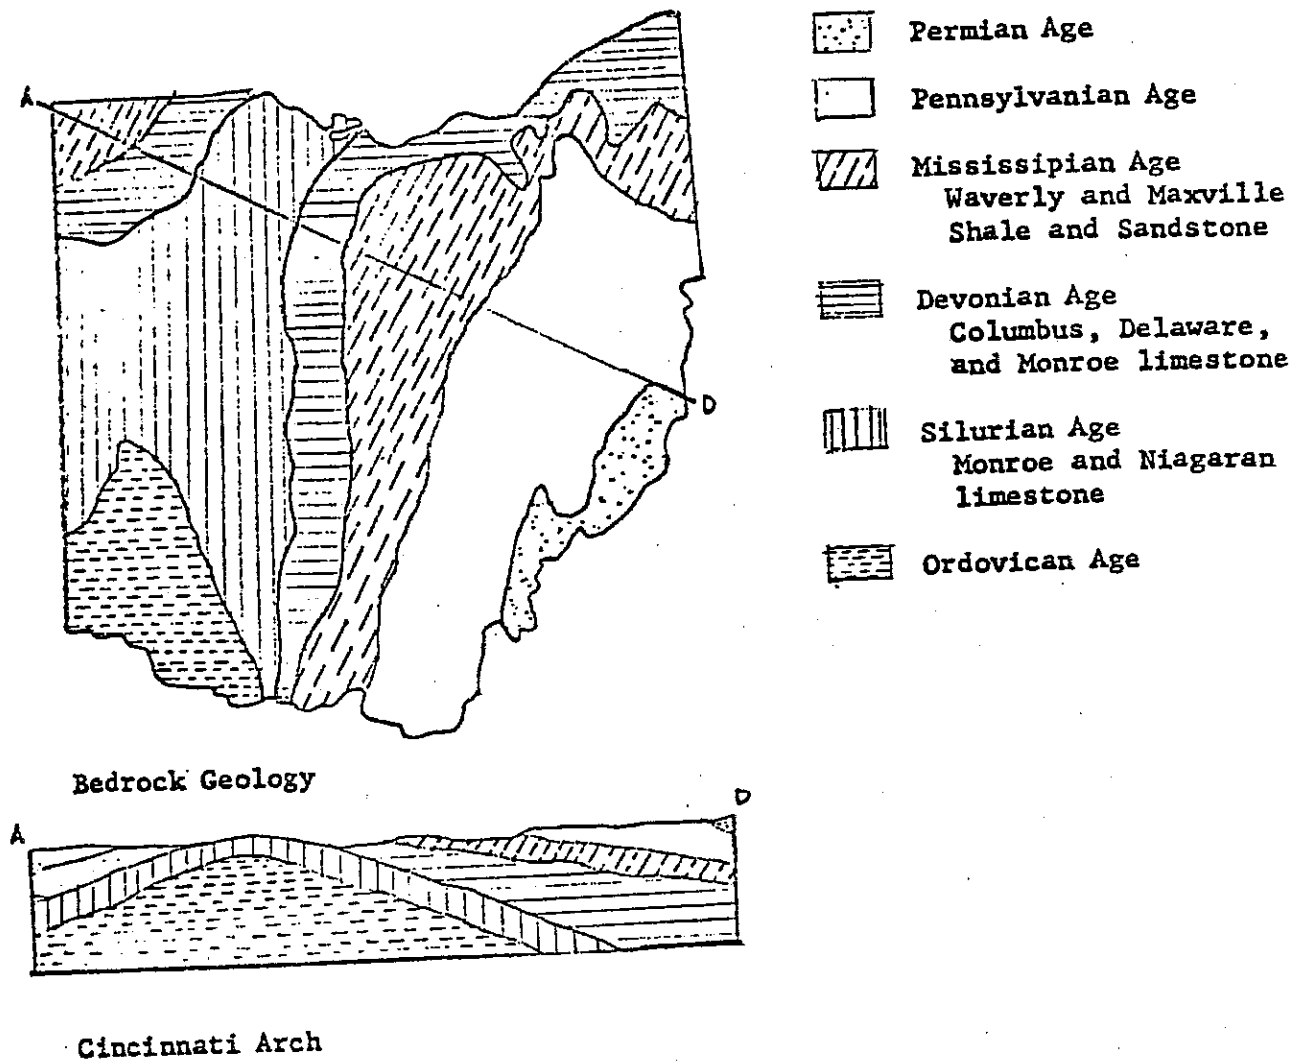 Permian Age
Pennsylvanian Age
Mississipian Age
Waverly and Maxville
Shale and Sandstone
Devonian Age
Columbus, Delaware,
and Monroe limestone
Silurian Age
Monroe and Niagaran
limestone
Ordovican Age
A
D
Bedrock Geology
A
D
Cincinnati Arch